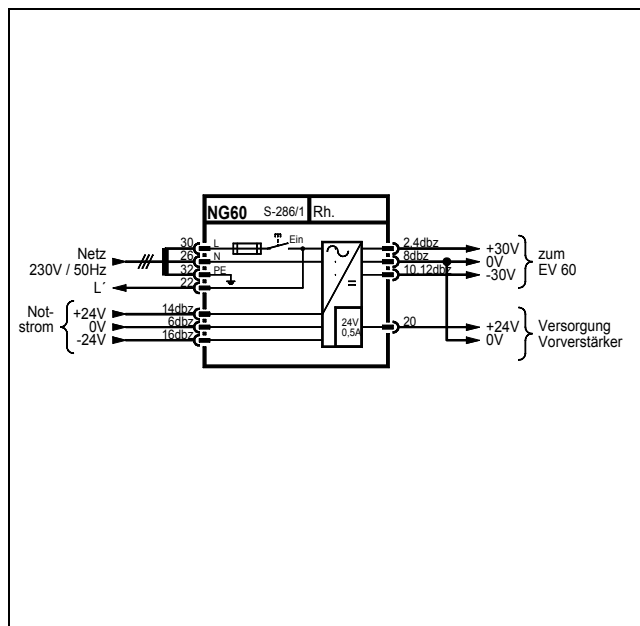 NG60 S-286/1 Rh.
30 L Ein 2,4dbz +30V
26 N 8dbz 0V
Netz
230V / 50Hz
32 PE 10,12dbz -30V
zum
EV 60
L´ 22
Not-
strom
+24V 14dbz
0V 6dbz
-24V 16dbz
24V
0,5A
20 +24V
0V
Versorgung
Vorverstärker
=